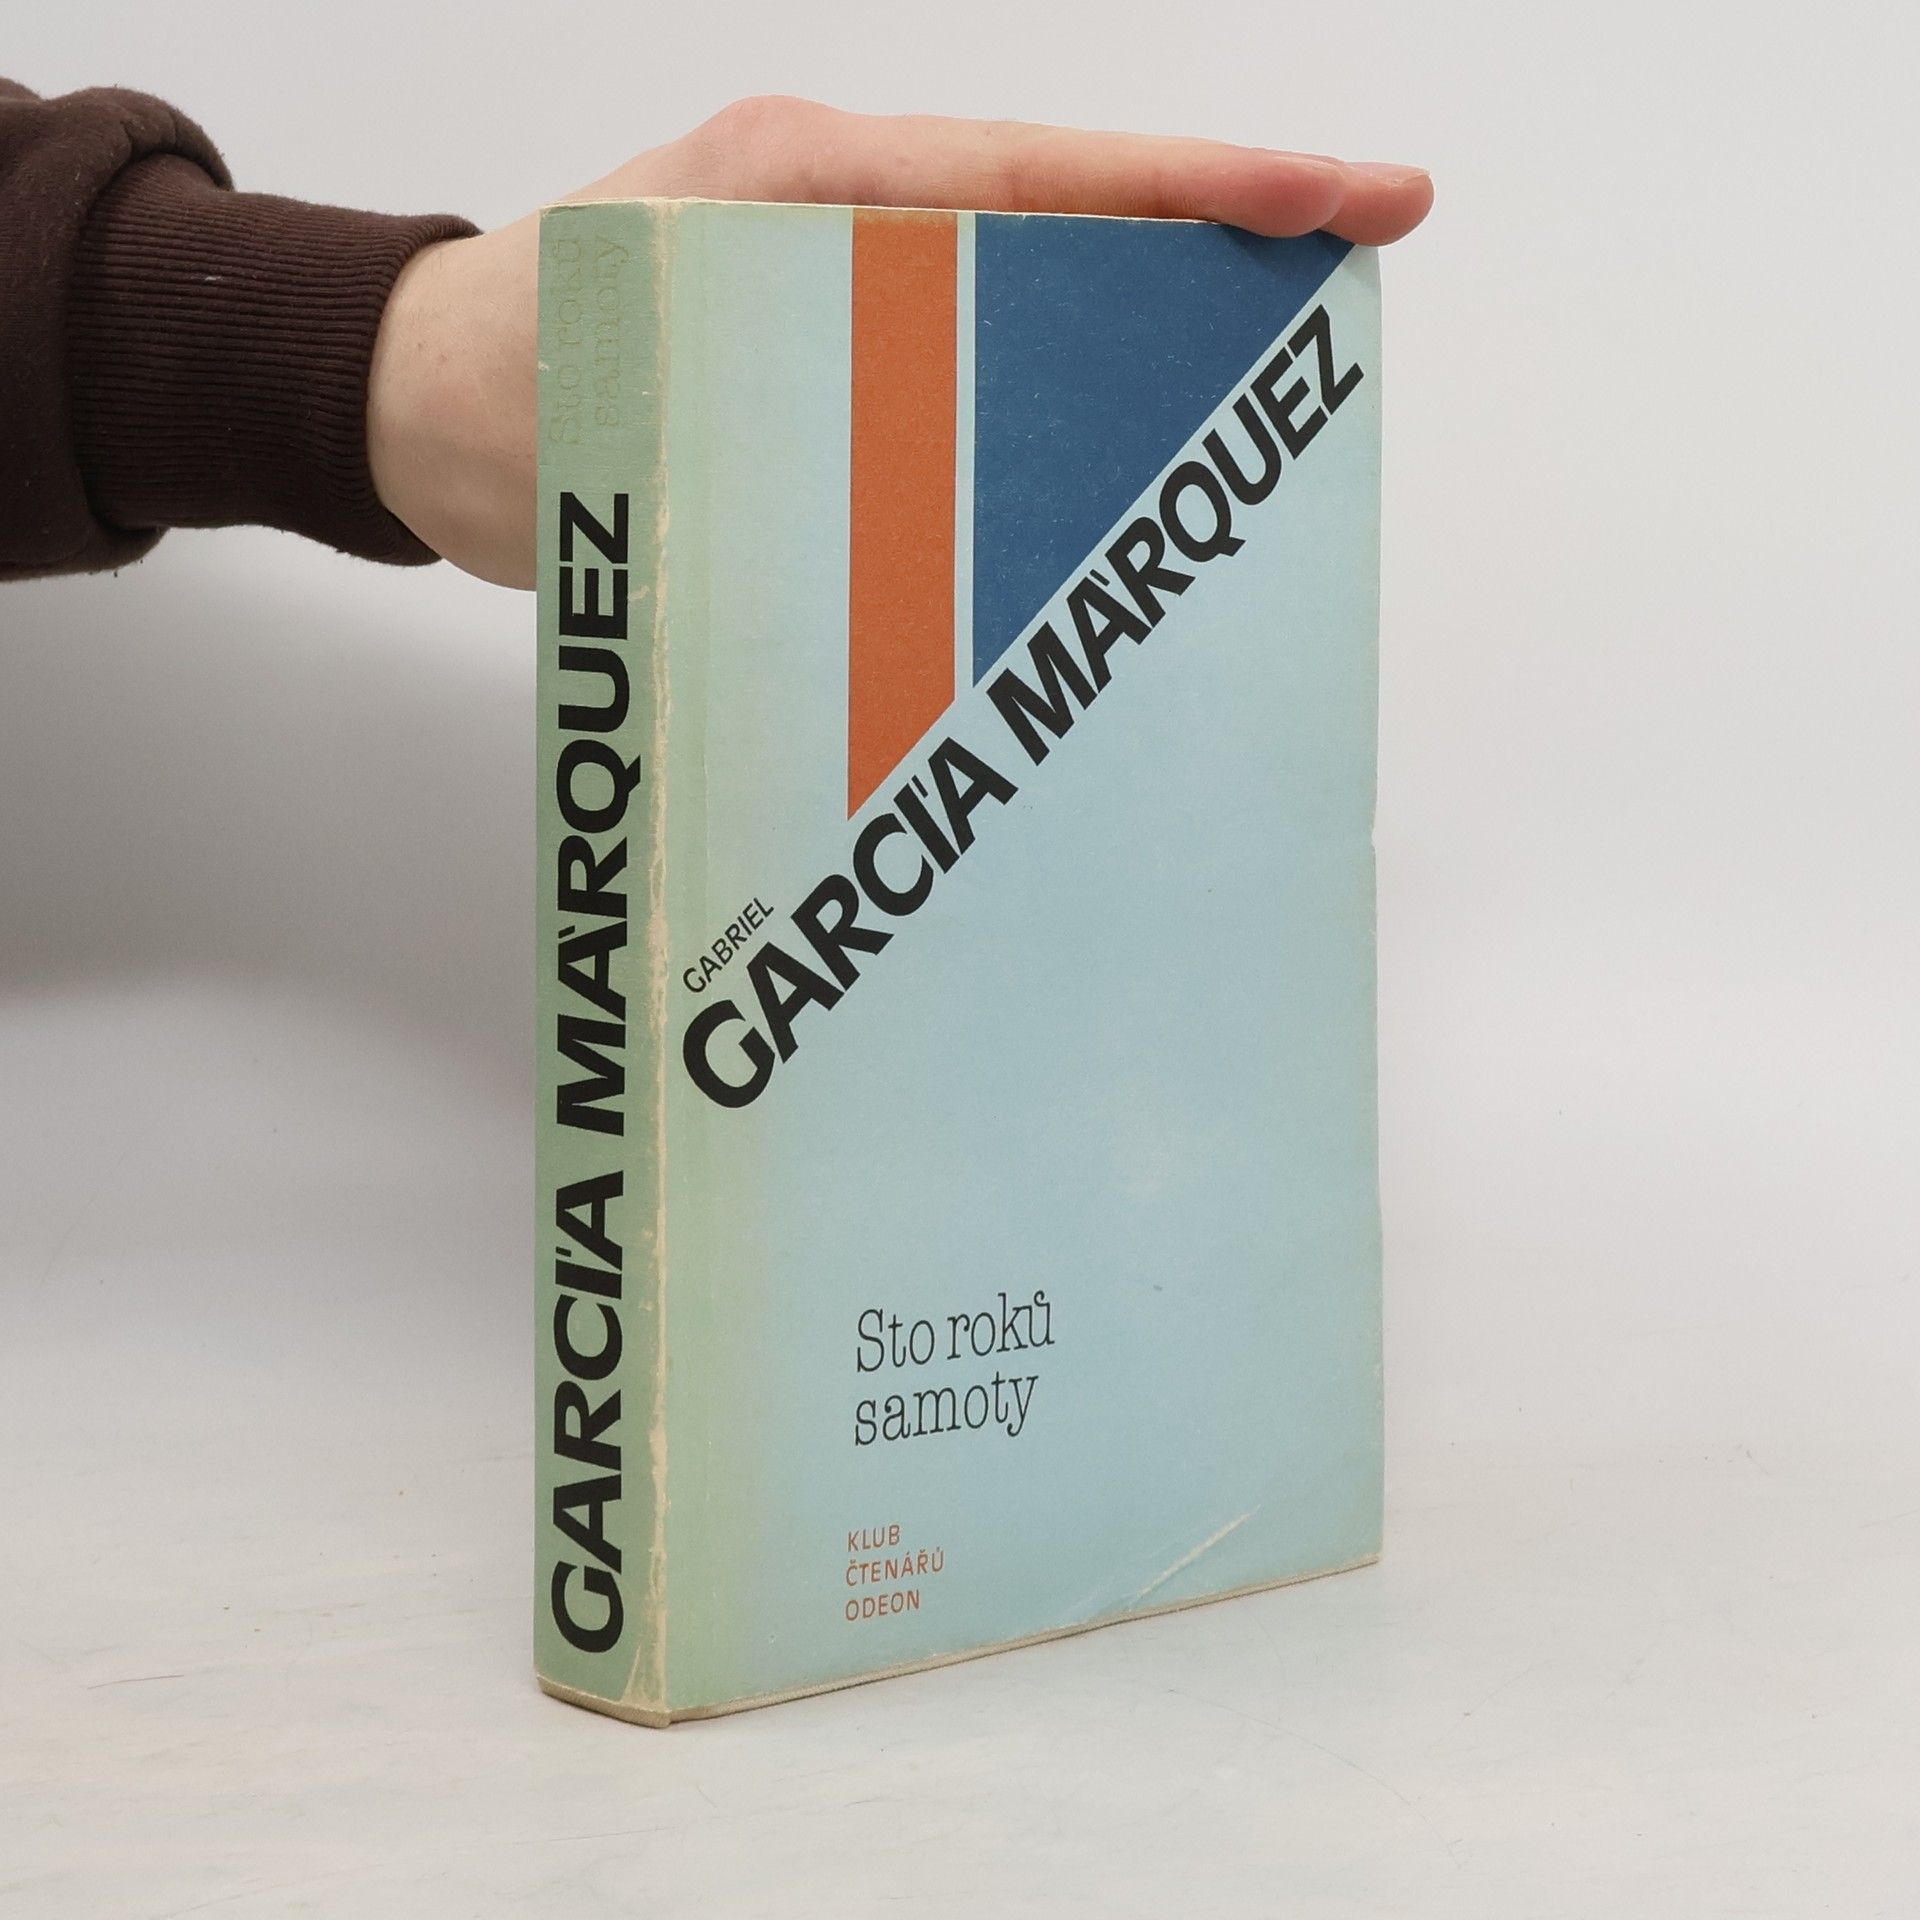 Sto roků
samoty
GARCÍA MÁRQUEZ
GABRIEL
GARCÍA MÁRQUEZ
Sto roků
samoty
KLUB
ČTENÁŘŮ
ODEON